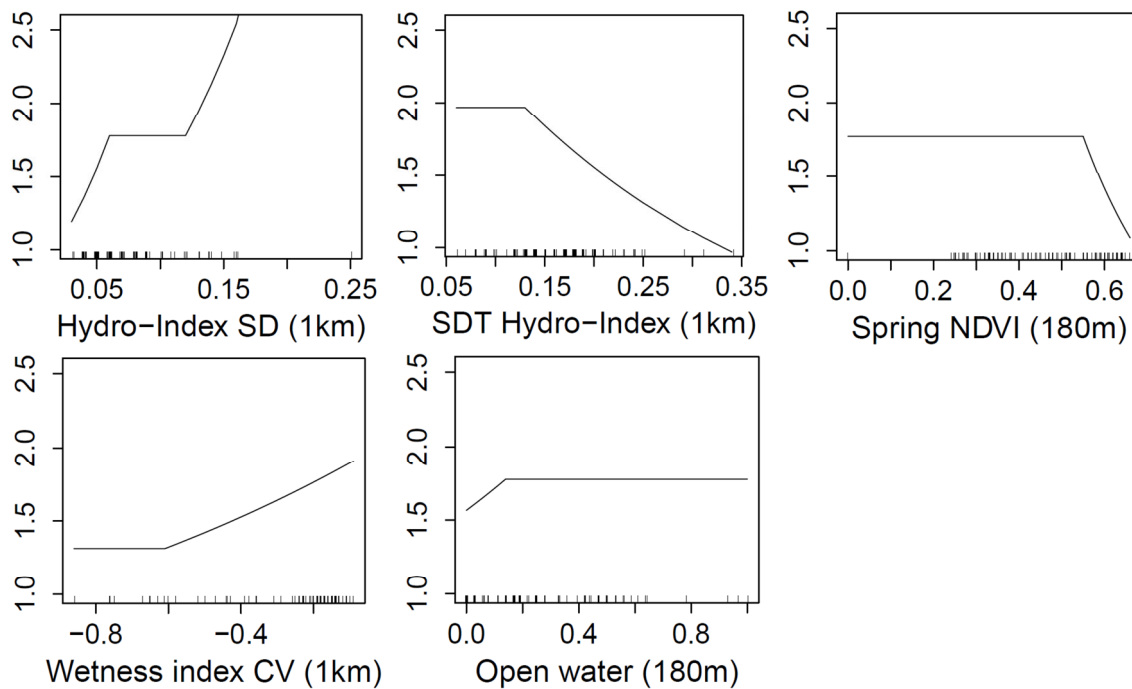 2.5
2.0
1.5
1.0
0.05 0.15 0.25
Hydro−Index SD (1km)
2.5
2.0
1.5
1.0
0.05 0.15 0.25 0.35
SDT Hydro−Index (1km)
2.5
2.0
1.5
1.0
0.0 0.2 0.4 0.6
Spring NDVI (180m)
2.5
2.0
1.5
1.0
−0.8 −0.4
Wetness index CV (1km)
2.5
2.0
1.5
1.0
0.0 0.4 0.8
Open water (180m)